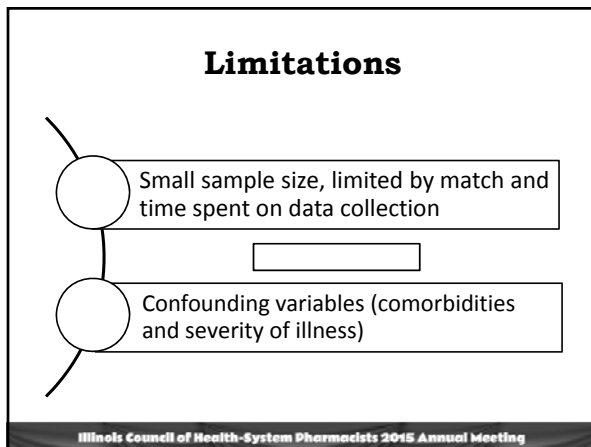 Limitations
Small sample size, limited by match and
time spent on data collection
Confounding variables (comorbidities
and severity of illness)
Illinois Council of Health-System Pharmacists 2015 Annual Meeting